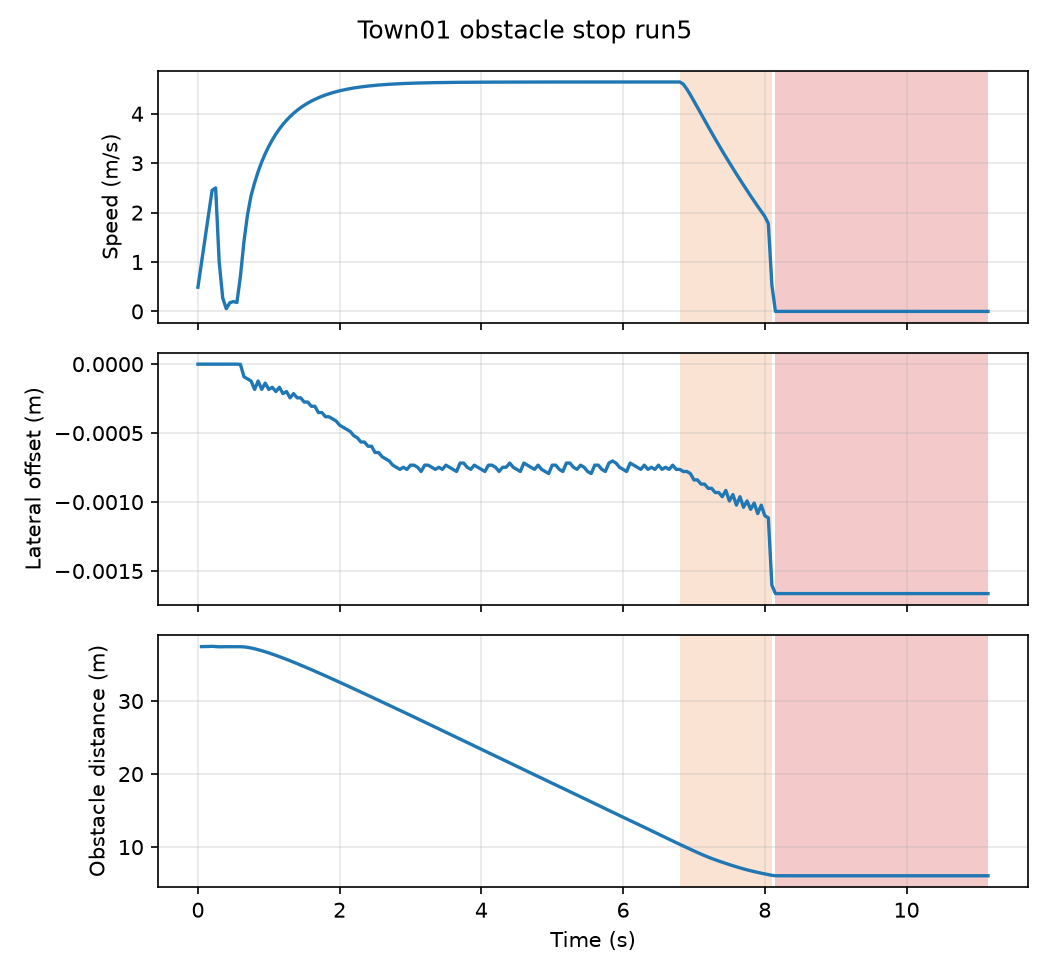 Town01 obstacle stop run5
Speed (m/s)
4
3
2
1
0
Lateral offset (m)
0.0000
−0.0005
−0.0010
−0.0015
Obstacle distance (m)
30
20
10
0 2 4 6 8 10
Time (s)